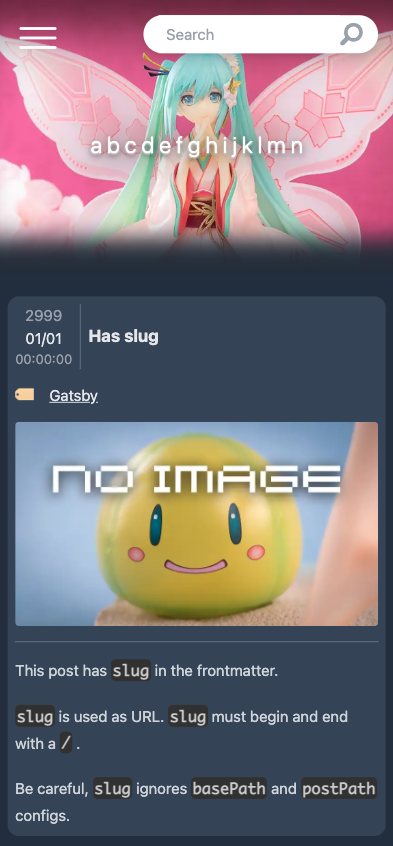 Search
abcdefghijklmn
2999
01/01
00:00:00
Has slug
Gatsby
NO IMAGE
This post has slug in the frontmatter.
slug is used as URL. slug must begin and end
with a / .
Be careful, slug ignores basePath and postPath
configs.